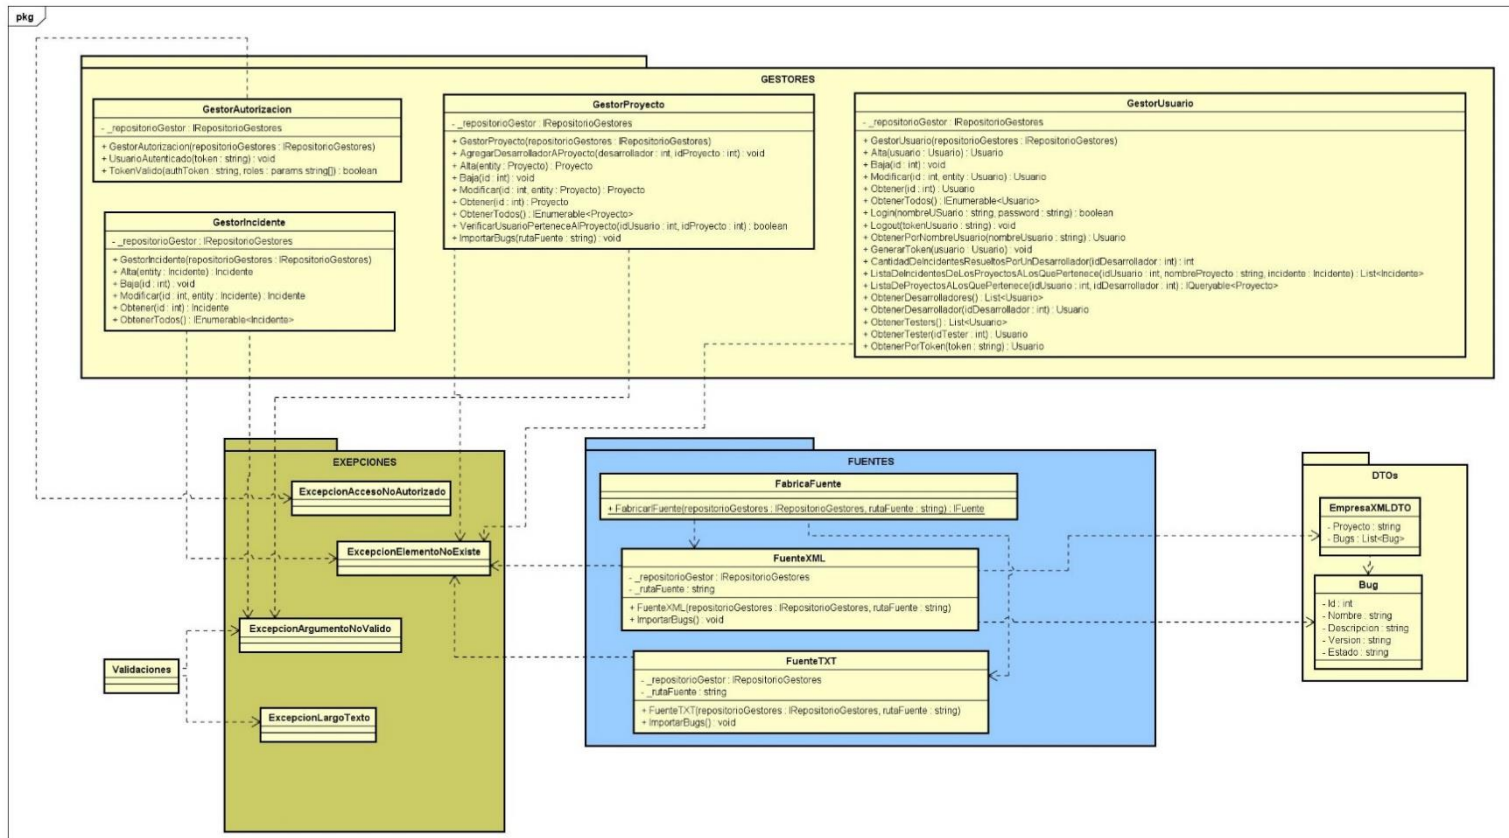 pkg
GESTORES
GestorAutorizacion
- _repositorioGestor : IRepositorioGestores
+ GestorAutorizacion(repositorioGestores : IRepositorioGestores)
+ UsuarioAutenticado(token : string) : void
+ TokenValido(authToken : string, roles : params string[]) : boolean
GestorIncidente
- _repositorioGestor : IRepositorioGestores
+ GestorIncidente(repositorioGestores : IRepositorioGestores)
+ Alta(entity : Incidente) : Incidente
+ Baja(id : int) : void
+ Modificar(id : int, entity : Incidente) : Incidente
+ Obtener(id : int) : Incidente
+ ObtenerTodos() : IEnumerable<Incidente>
GestorProyecto
- _repositorioGestor : IRepositorioGestores
+ GestorProyecto(repositorioGestores : IRepositorioGestores)
+ AgregarDesarrolladorAProyecto(desarrollador : int, idProyecto : int) : void
+ Alta(entity : Proyecto) : Proyecto
+ Baja(id : int) : void
+ Modificar(id : int, entity : Proyecto) : Proyecto
+ Obtener(id : int) : Proyecto
+ ObtenerTodos() : IEnumerable<Proyecto>
+ VerificarUsuarioPerteneceAlProyecto(idUsuario : int, idProyecto : int) : boolean
+ ImportarBugs(rutaFuente : string) : void
GestorUsuario
- _repositorioGestor : IRepositorioGestores
+ GestorUsuario(repositorioGestores : IRepositorioGestores)
+ Alta(usuario : Usuario) : Usuario
+ Baja(id : int) : void
+ Modificar(id : int, entity : Usuario) : Usuario
+ Obtener(id : int) : Usuario
+ ObtenerTodos() : IEnumerable<Usuario>
+ Login(nombreUSuario : string, password : string) : boolean
+ Logout(tokenUsuario : string) : void
+ ObtenerPorNombreUsuario(nombreUsuario : string) : Usuario
+ GenerarToken(usuario : Usuario) : void
+ CantidadDeIncidentesResueltosPorUnDesarrollador(idDesarrollador : int) : int
+ ListaDeIncidentesDeLosProyectosALosQuePertenece(idUsuario : int, nombreProyecto : string, incidente : Incidente) : List<Incidente>
+ ListaDeProyectosALosQuePertenece(idUsuario : int, idDesarrollador : int) : IQueryable<Proyecto>
+ ObtenerDesarrolladores() : List<Usuario>
+ ObtenerDesarrollador(idDesarrollador : int) : Usuario
+ ObtenerTesters() : List<Usuario>
+ ObtenerTester(idTester : int) : Usuario
+ ObtenerPorToken(token : string) : Usuario
EXEPCIONES
ExcepcionAccesoNoAutorizado
ExcepcionElementoNoExiste
ExcepcionArgumentoNoValido
ExcepcionLargoTexto
Validaciones
FUENTES
FabricaFuente
+ FabricarIFuente(repositorioGestores : IRepositorioGestores, rutaFuente : string) : IFuente
FuenteXML
- _repositorioGestor : IRepositorioGestores
- _rutaFuente : string
+ FuenteXML(repositorioGestores : IRepositorioGestores, rutaFuente : string)
+ ImportarBugs() : void
FuenteTXT
- _repositorioGestor : IRepositorioGestores
- _rutaFuente : string
+ FuenteTXT(repositorioGestores : IRepositorioGestores, rutaFuente : string)
+ ImportarBugs() : void
DTOs
EmpresaXMLDTO
- Proyecto : string
- Bugs : List<Bug>
Bug
- Id : int
- Nombre : string
- Descripcion : string
- Version : string
- Estado : string